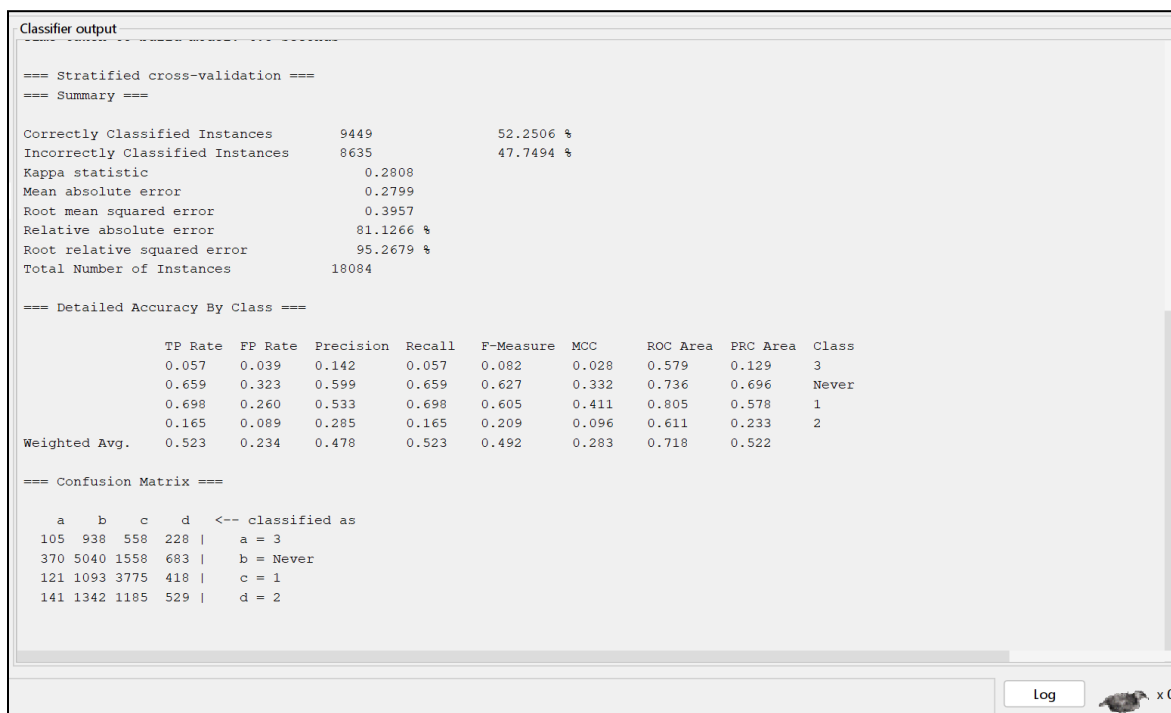 Classifier output
=== Stratified cross-validation ===
=== Summary ===
Correctly Classified Instances 9449 52.2506 %
Incorrectly Classified Instances 8635 47.7494 %
Kappa statistic 0.2808
Mean absolute error 0.2799
Root mean squared error 0.3957
Relative absolute error 81.1266 %
Root relative squared error 95.2679 %
Total Number of Instances 18084
=== Detailed Accuracy By Class ===
TP Rate FP Rate Precision Recall F-Measure MCC ROC Area PRC Area Class
0.057 0.039 0.142 0.057 0.082 0.028 0.579 0.129 3
0.659 0.323 0.599 0.659 0.627 0.332 0.736 0.696 Never
0.698 0.260 0.533 0.698 0.605 0.411 0.805 0.578 1
0.165 0.089 0.285 0.165 0.209 0.096 0.611 0.233 2
Weighted Avg. 0.523 0.234 0.478 0.523 0.492 0.283 0.718 0.522
=== Confusion Matrix ===
a b c d <-- classified as
105 938 558 228 | a = 3
370 5040 1558 683 | b = Never
121 1093 3775 418 | c = 1
141 1342 1185 529 | d = 2
Log
x